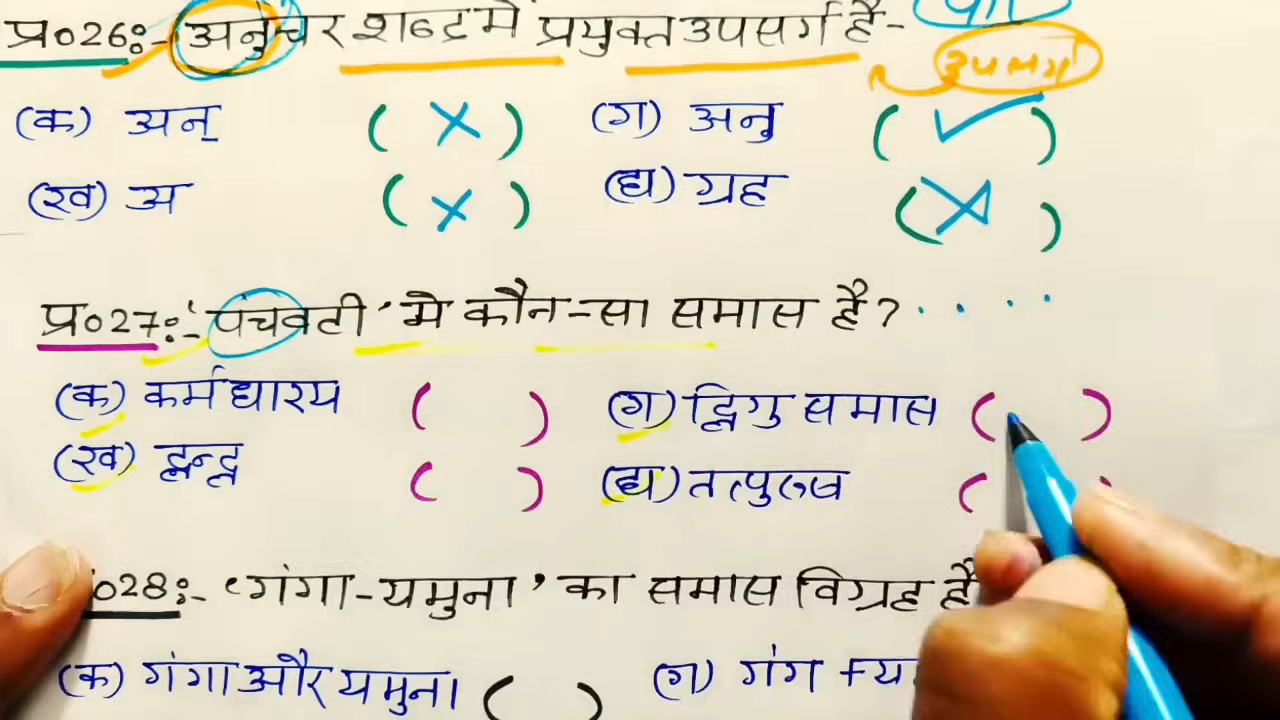 प्र०26:- अनुचर शब्द में प्रयुक्त उपसर्ग है-
उपसर्ग
(क) अन् ( × ) (ग) अनु ( ✓ )
(ख) अ ( × ) (घ) ग्रह ( × )
प्र०27:- 'पंचवटी' मे कौन-सा समास है?
(क) कर्मधारय ( ) (ग) द्विगु समास ( )
(ख) द्वन्द्व ( ) (घ) तत्पुरुष (
०28:- 'गंगा-यमुना' का समास विग्रह है
(क) गंगा और यमुना ( ) (ग) गंग + य